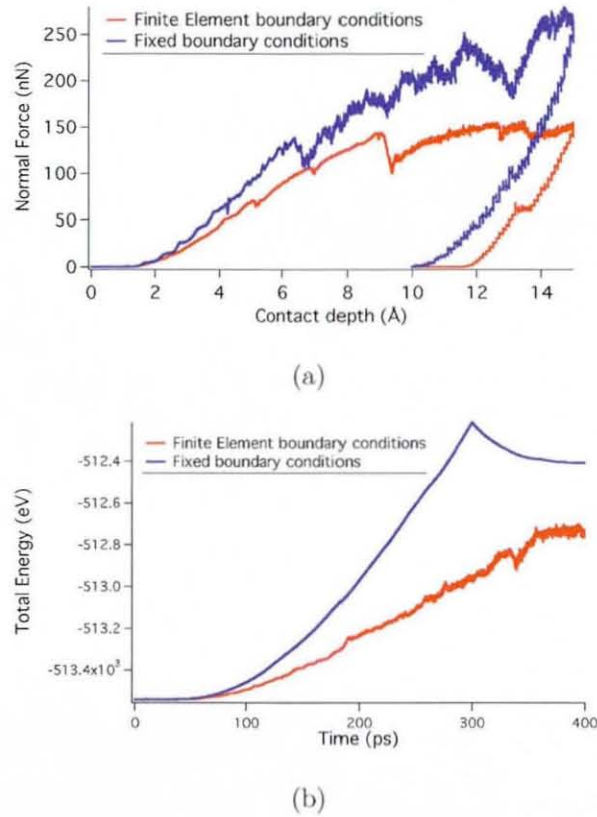 Finite Element boundary conditions
Fixed boundary conditions
250
200
150
100
50
0
Normal Force (nN)
0 2 4 6 8 10 12 14
Contact depth (Å)
(a)
Finite Element boundary conditions
Fixed boundary conditions
-512.4
-512.6
-512.8
-513.0
-513.2
-513.4x10³
Total Energy (eV)
0 100 200 300 400
Time (ps)
(b)